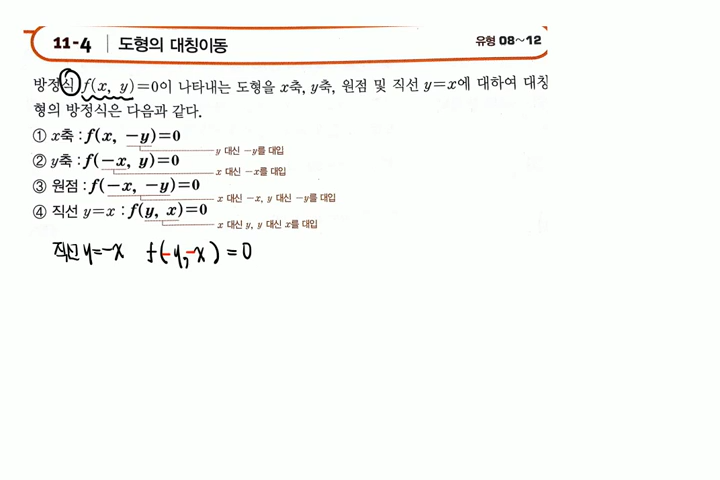 11-4 도형의 대칭이동 유형 08~12
방정식 f(x, y)=0이 나타내는 도형을 x축, y축, 원점 및 직선 y=x에 대하여 대칭
형의 방정식은 다음과 같다.
① x축 : f(x, -y)=0
y 대신 -y를 대입
② y축 : f(-x, y)=0
x 대신 -x를 대입
③ 원점 : f(-x, -y)=0
x 대신 -x, y 대신 -y를 대입
④ 직선 y=x : f(y, x)=0
x 대신 y, y 대신 x를 대입
직선 y=-x f(-y, -x)=0